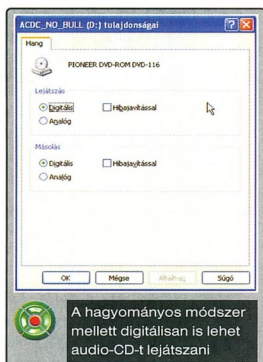 ACDC_NO_BULL (D:) tulajdonságai
Hang
PIONEER DVD-ROM DVD-116
Lejátszás
Digitális
Hibajavítással
Analóg
Másolás
Digitális
Hibajavítással
Analóg
OK
Mégse
Alkalmaz
Súgó
A hagyományos módszer
mellett digitálisan is lehet
audio-CD-t lejátszani